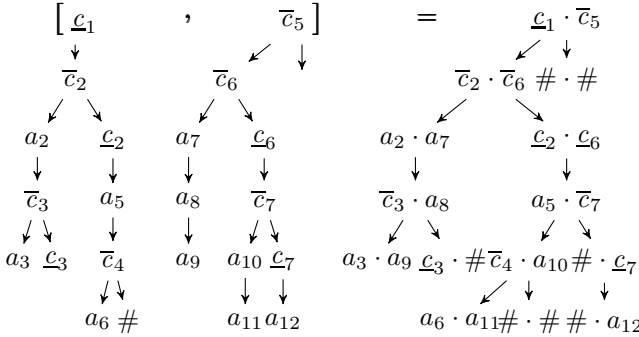 [ c̲₁ , c̅₅ ] = c̲₁ · c̅₅
c̅₂ c̅₆ c̅₂ · c̅₆ # · #
a₂ c̲₂ a₇ c̲₆ a₂ · a₇ c̲₂ · c̲₆
c̅₃ a₅ a₈ c̅₇ c̅₃ · a₈ a₅ · c̅₇
a₃ c̲₃ c̅₄ a₉ a₁₀ c̲₇ a₃ · a₉ c̲₃ · # c̅₄ · a₁₀ # · c̲₇
a₆ # a₁₁ a₁₂ a₆ · a₁₁ # · # # · a₁₂